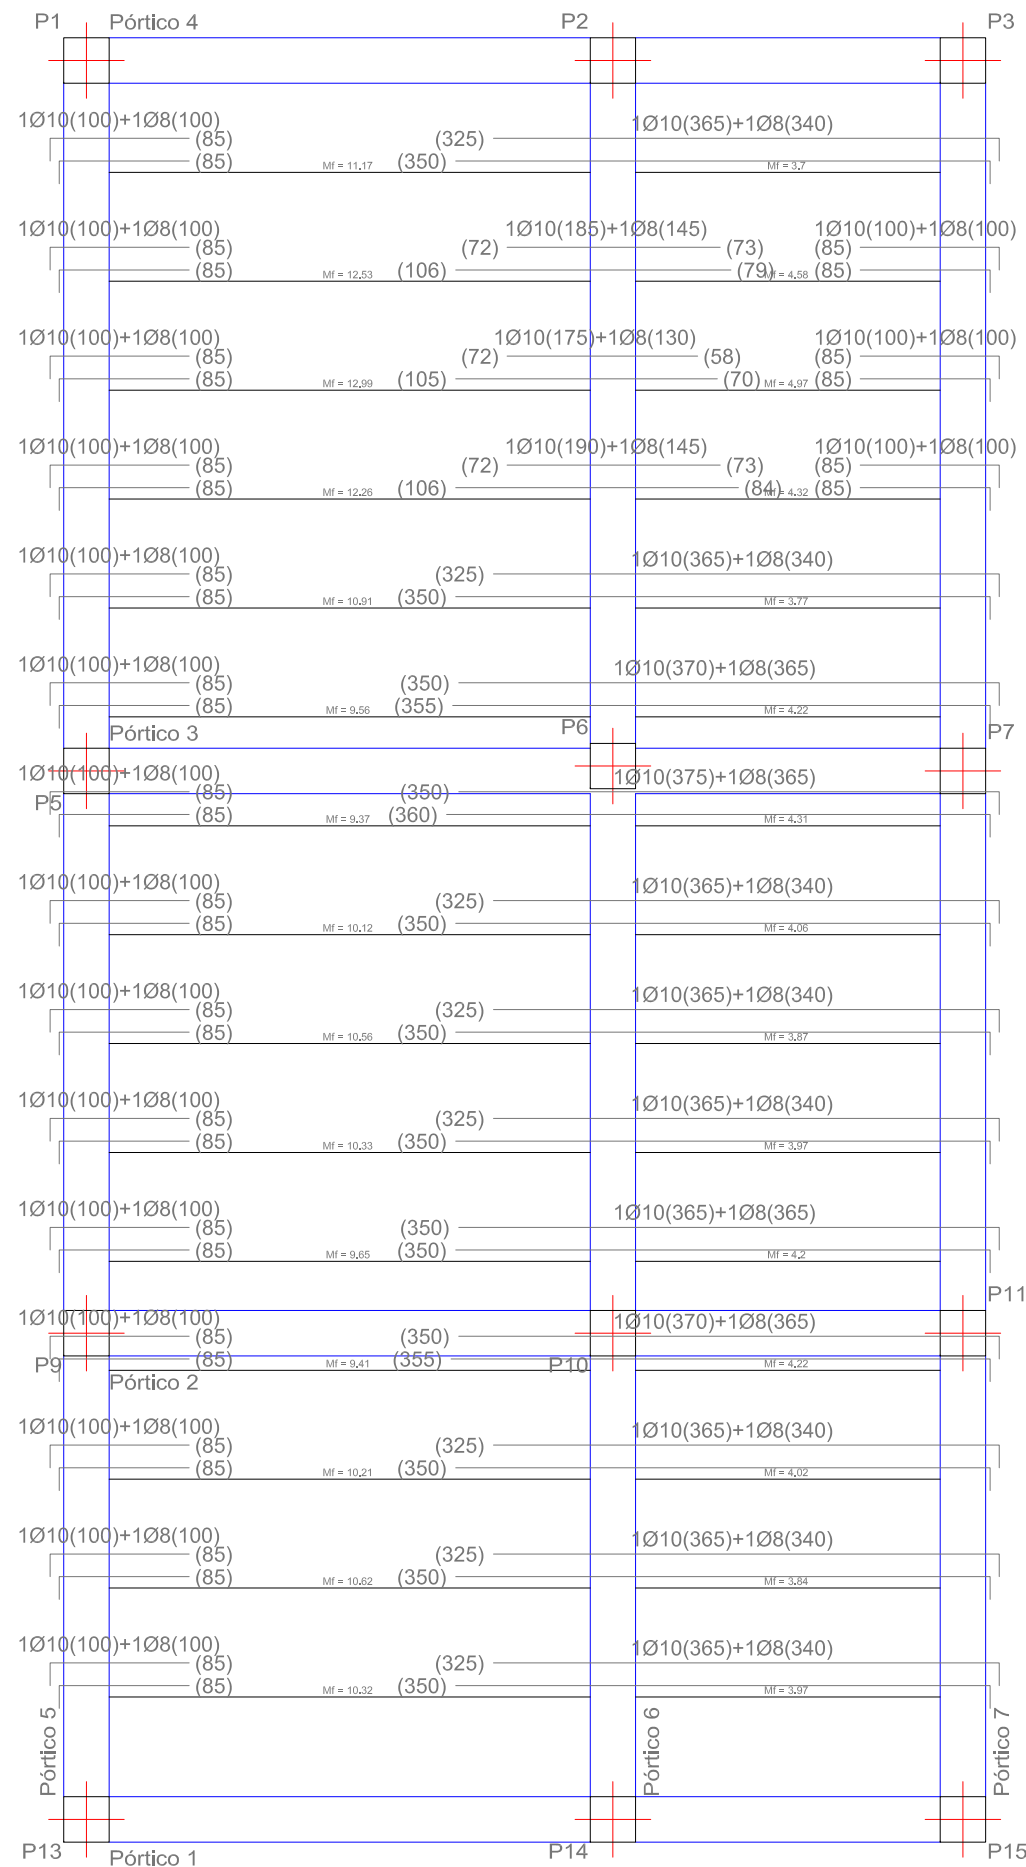 P1 Pórtico 4 P2 P3
1Ø10(100)+1Ø8(100) 1Ø10(365)+1Ø8(340)
(85) (325)
(85) Mf = 11.17 (350) Mf = 3.7
1Ø10(100)+1Ø8(100) 1Ø10(185)+1Ø8(145) 1Ø10(100)+1Ø8(100)
(85) (72) (73) (85)
(85) Mf = 12.53 (106) (79) Mf = 4.58 (85)
1Ø10(100)+1Ø8(100) 1Ø10(175)+1Ø8(130) 1Ø10(100)+1Ø8(100)
(85) (72) (58) (85)
(85) Mf = 12.99 (105) (70) Mf = 4.97 (85)
1Ø10(100)+1Ø8(100) 1Ø10(190)+1Ø8(145) 1Ø10(100)+1Ø8(100)
(85) (72) (73) (85)
(85) Mf = 12.26 (106) (84) Mf = 4.32 (85)
1Ø10(100)+1Ø8(100) 1Ø10(365)+1Ø8(340)
(85) (325)
(85) Mf = 10.91 (350) Mf = 3.77
1Ø10(100)+1Ø8(100) 1Ø10(370)+1Ø8(365)
(85) (350)
(85) Mf = 9.56 (355) Mf = 4.22
Pórtico 3 P6 P7
1Ø10(100)+1Ø8(100) 1Ø10(375)+1Ø8(365)
P5 (85) (350)
(85) Mf = 9.37 (360) Mf = 4.31
1Ø10(100)+1Ø8(100) 1Ø10(365)+1Ø8(340)
(85) (325)
(85) Mf = 10.12 (350) Mf = 4.06
1Ø10(100)+1Ø8(100) 1Ø10(365)+1Ø8(340)
(85) (325)
(85) Mf = 10.56 (350) Mf = 3.87
1Ø10(100)+1Ø8(100) 1Ø10(365)+1Ø8(340)
(85) (325)
(85) Mf = 10.33 (350) Mf = 3.97
1Ø10(100)+1Ø8(100) 1Ø10(365)+1Ø8(365)
(85) (350)
(85) Mf = 9.65 (350) Mf = 4.2
P11
1Ø10(100)+1Ø8(100) 1Ø10(370)+1Ø8(365)
(85) (350)
P9 (85) Mf = 9.41 (355) P10 Mf = 4.22
Pórtico 2
1Ø10(100)+1Ø8(100) 1Ø10(365)+1Ø8(340)
(85) (325)
(85) Mf = 10.21 (350) Mf = 4.02
1Ø10(100)+1Ø8(100) 1Ø10(365)+1Ø8(340)
(85) (325)
(85) Mf = 10.62 (350) Mf = 3.84
1Ø10(100)+1Ø8(100) 1Ø10(365)+1Ø8(340)
(85) (325)
(85) Mf = 10.32 (350) Mf = 3.97
Pórtico 5 Pórtico 6 Pórtico 7
P13 Pórtico 1 P14 P15